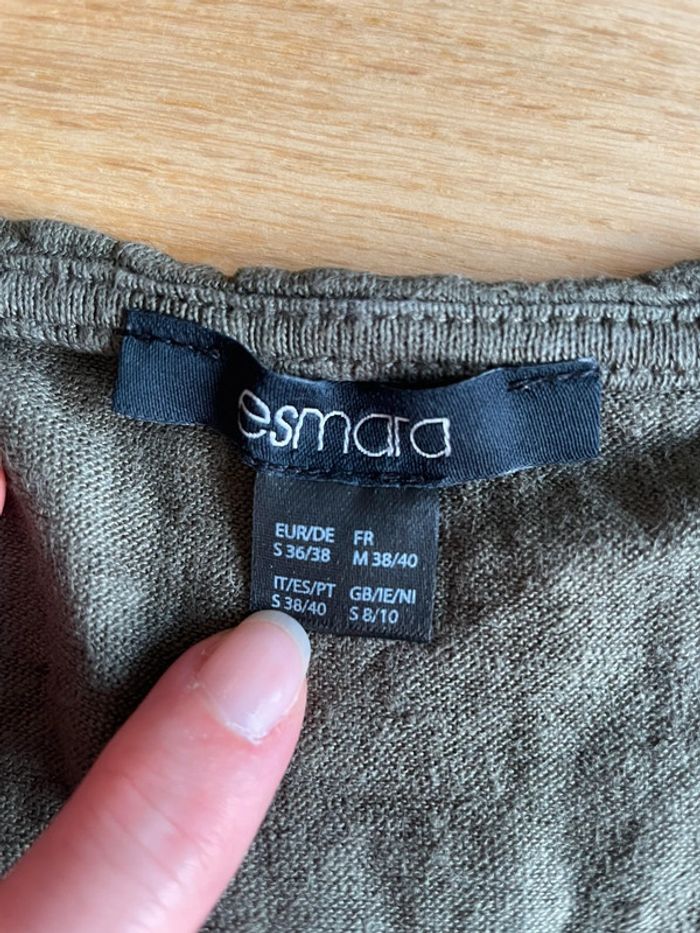 esmara
EUR/DE FR
S 36/38 M 38/40
IT/ES/PT GB/IE/NI
S 38/40 S 8/10